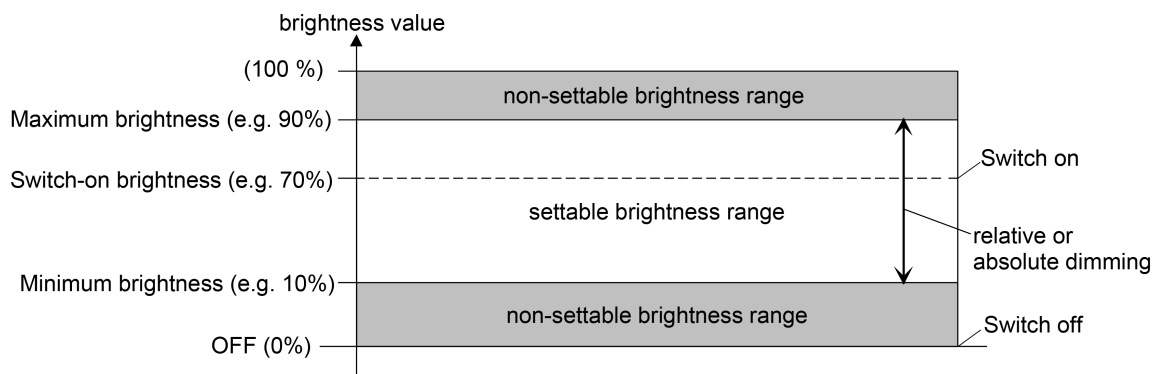 brightness value
(100 %)
non-settable brightness range
Maximum brightness (e.g. 90%)
Switch on
Switch-on brightness (e.g. 70%)
settable brightness range
relative or
absolute dimming
Minimum brightness (e.g. 10%)
non-settable brightness range
Switch off
OFF (0%)